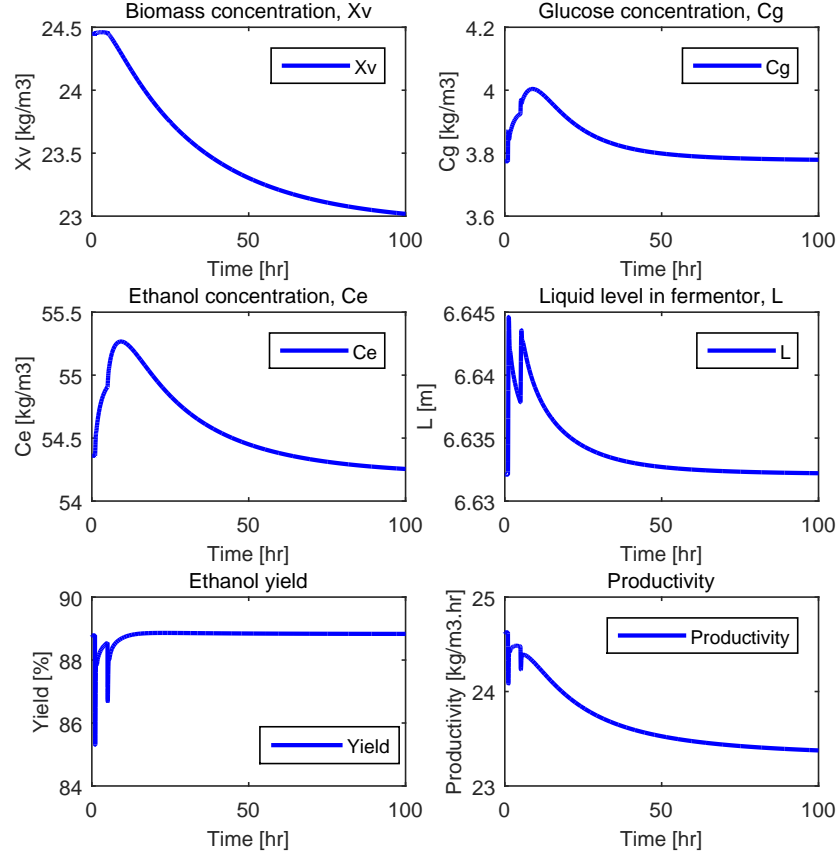 Biomass concentration, Xv
Xv [kg/m3]
24.5
24
23.5
23
0
50
100
Time [hr]
Xv
Glucose concentration, Cg
Cg [kg/m3]
4.2
4
3.8
3.6
0
50
100
Time [hr]
Cg
Ethanol concentration, Ce
Ce [kg/m3]
55.5
55
54.5
54
0
50
100
Time [hr]
Ce
Liquid level in fermentor, L
L [m]
6.645
6.64
6.635
6.63
0
50
100
Time [hr]
L
Ethanol yield
Yield [%]
90
88
86
84
0
50
100
Time [hr]
Yield
Productivity
Productivity [kg/m3.hr]
25
24
23
0
50
100
Time [hr]
Productivity